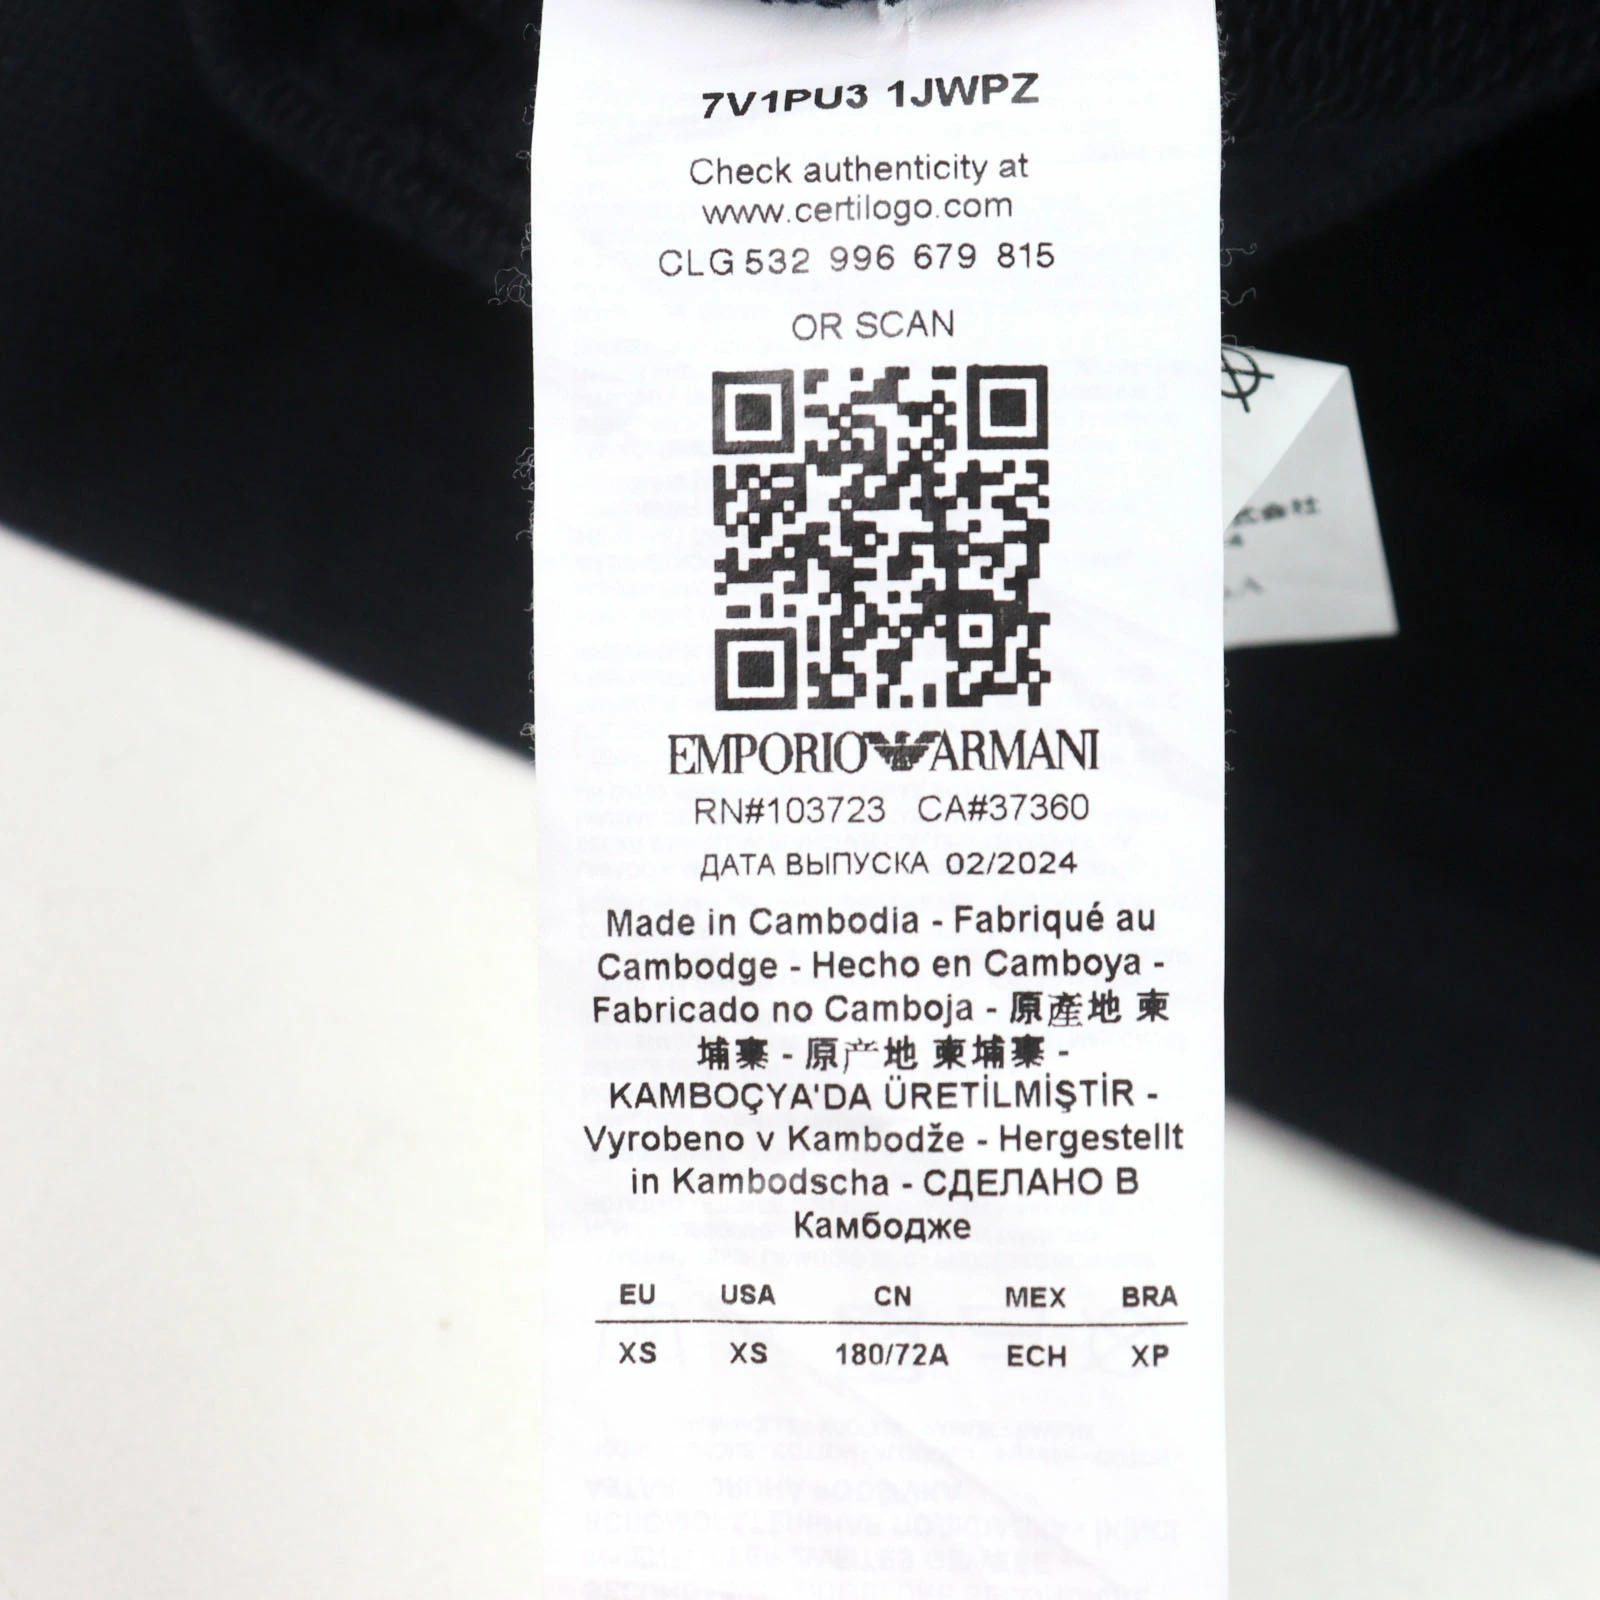 7V1PU3 1JWPZ
Check authenticity at
www.certilogo.com
CLG 532 996 679 815
OR SCAN
EMPORIO ARMANI
RN#103723 CA#37360
ДАТА ВЫПУСКА 02/2024
Made in Cambodia - Fabriqué au
Cambodge - Hecho en Camboya -
Fabricado no Camboja - 原產地 柬
埔寨 - 原产地 柬埔寨 -
KAMBOÇYA'DA ÜRETİLMİŞTİR -
Vyrobeno v Kambodže - Hergestellt
in Kambodscha - СДЕЛАНО В
Камбодже
EU USA CN MEX BRA
XS XS 180/72A ECH XP
式会社